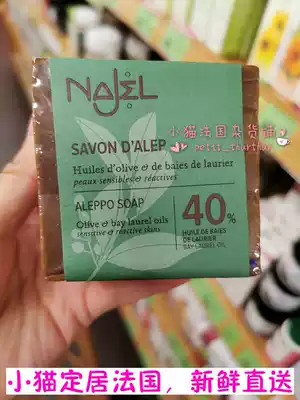 NAJEL
小猫法国杂货铺
petit_tourtur
SAVON D'ALEP
Huiles d'olive & de baies de laurier
peaux sensibles & réactives
ALEPPO SOAP
Olive & bay laurel oils
sensitive & reactive skins
40%
HUILE DE BAIES
DE LAURIER
BAY LAUREL OIL
小猫定居法国，新鲜直送